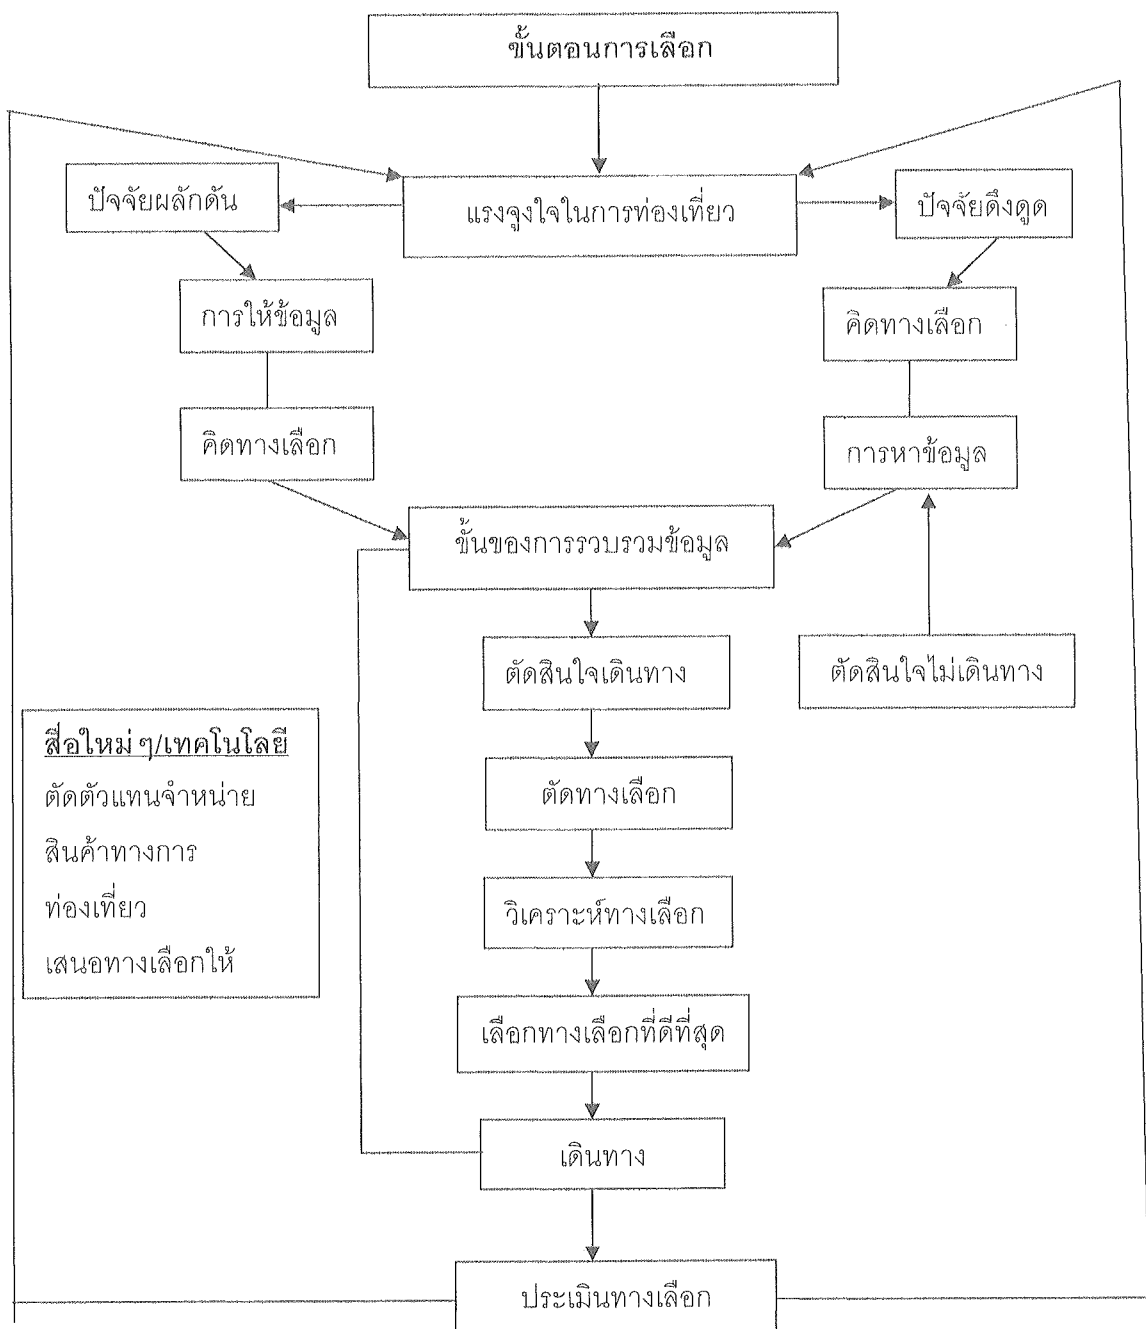 ขั้นตอนการเลือก
ปัจจัยผลักดัน
แรงจูงใจในการท่องเที่ยว
ปัจจัยดึงดูด
การให้ข้อมูล
คิดทางเลือก
คิดทางเลือก
การหาข้อมูล
ขั้นของการรวบรวมข้อมูล
ตัดสินใจเดินทาง
ตัดสินใจไม่เดินทาง
สื่อใหม่ ๆ/เทคโนโลยี
ตัดตัวแทนจำหน่าย
สินค้าทางการ
ท่องเที่ยว
เสนอทางเลือกให้
ตัดทางเลือก
วิเคราะห์ทางเลือก
เลือกทางเลือกที่ดีที่สุด
เดินทาง
ประเมินทางเลือก